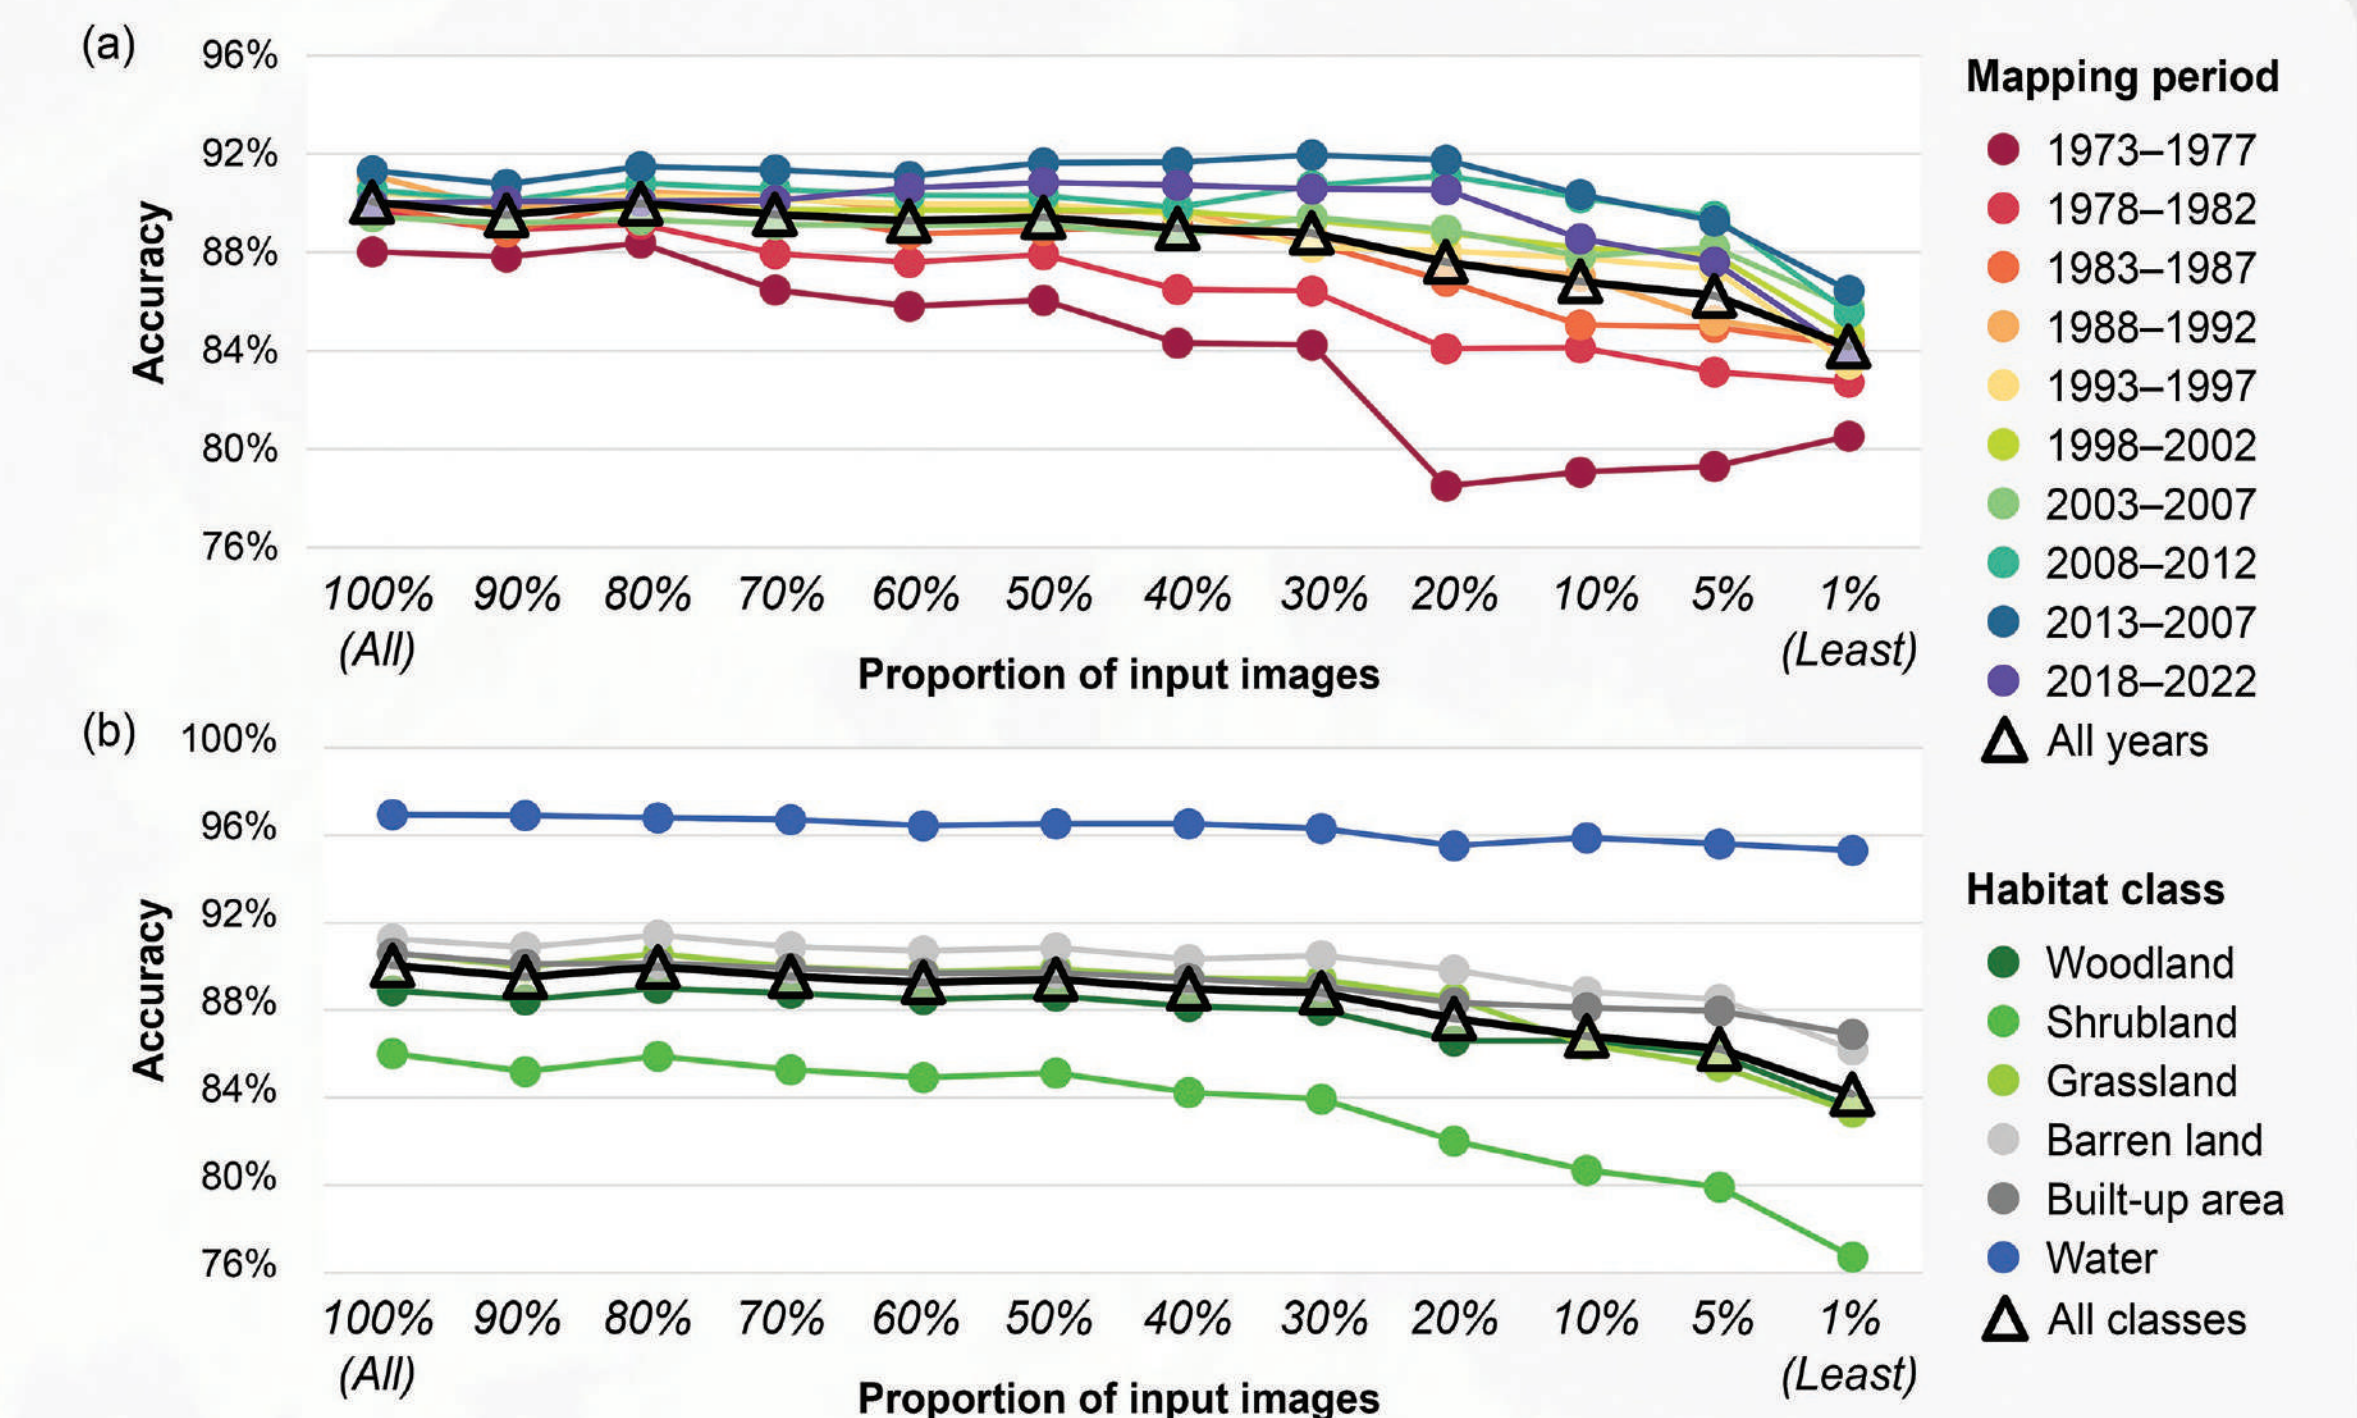 (a)
96%
92%
88%
84%
80%
76%
Accuracy
100% 90% 80% 70% 60% 50% 40% 30% 20% 10% 5% 1%
(All) (Least)
Proportion of input images
Mapping period
1973–1977
1978–1982
1983–1987
1988–1992
1993–1997
1998–2002
2003–2007
2008–2012
2013–2007
2018–2022
All years
(b)
100%
96%
92%
88%
84%
80%
76%
Accuracy
100% 90% 80% 70% 60% 50% 40% 30% 20% 10% 5% 1%
(All) (Least)
Proportion of input images
Habitat class
Woodland
Shrubland
Grassland
Barren land
Built-up area
Water
All classes